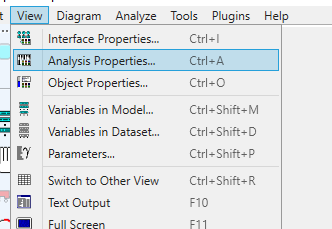 View Diagram Analyze Tools Plugins Help
Interface Properties... Ctrl+I
Analysis Properties... Ctrl+A
Object Properties... Ctrl+O
Variables in Model... Ctrl+Shift+M
Variables in Dataset... Ctrl+Shift+D
Parameters... Ctrl+Shift+P
Switch to Other View Ctrl+Shift+R
Text Output F10
Full Screen F11